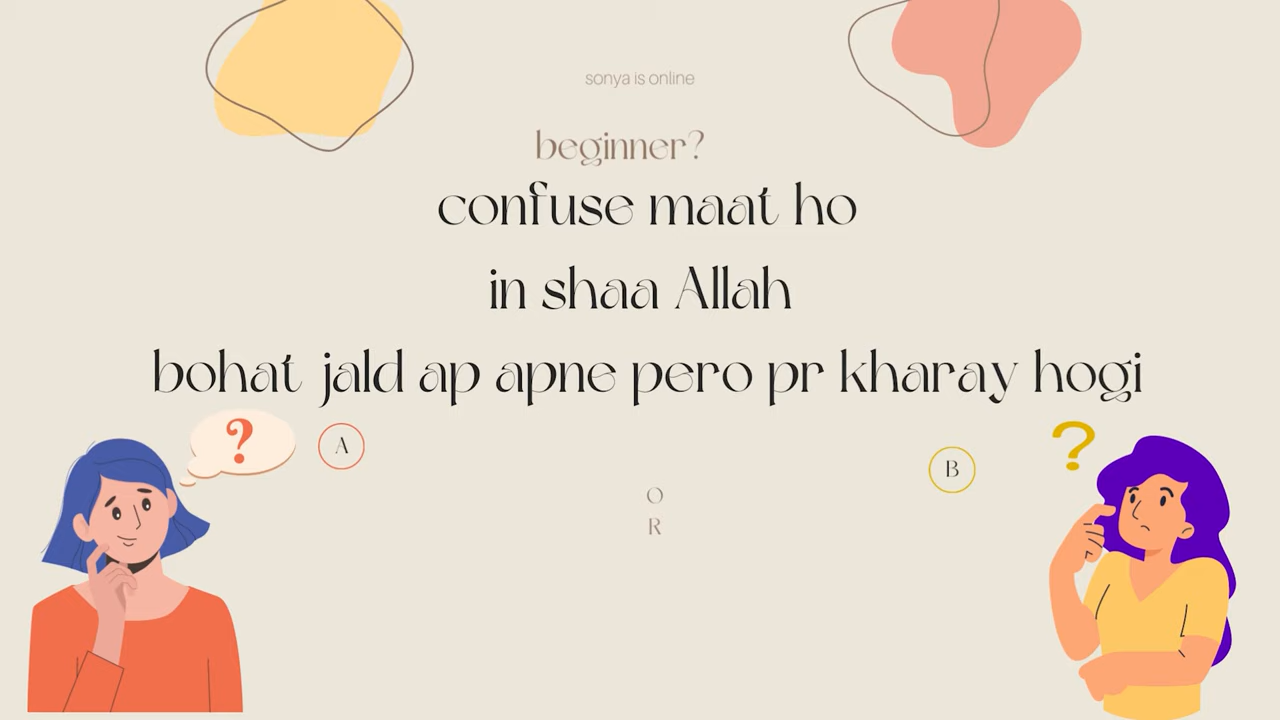 sonya is online
beginner?
confuse maat ho
in shaa Allah
bohat jald ap apne pero pr kharay hogi
?
A
B
?
O
R